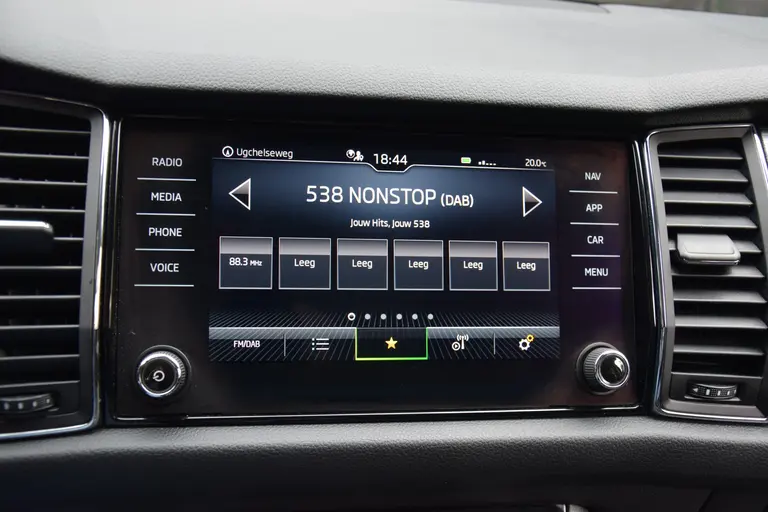 Ugchelseweg 18:44 20.0°C
RADIO
MEDIA
PHONE
VOICE
538 NONSTOP (DAB)
Jouw Hits, Jouw 538
88.3 MHz Leeg Leeg Leeg Leeg Leeg
FM/DAB
NAV
APP
CAR
MENU